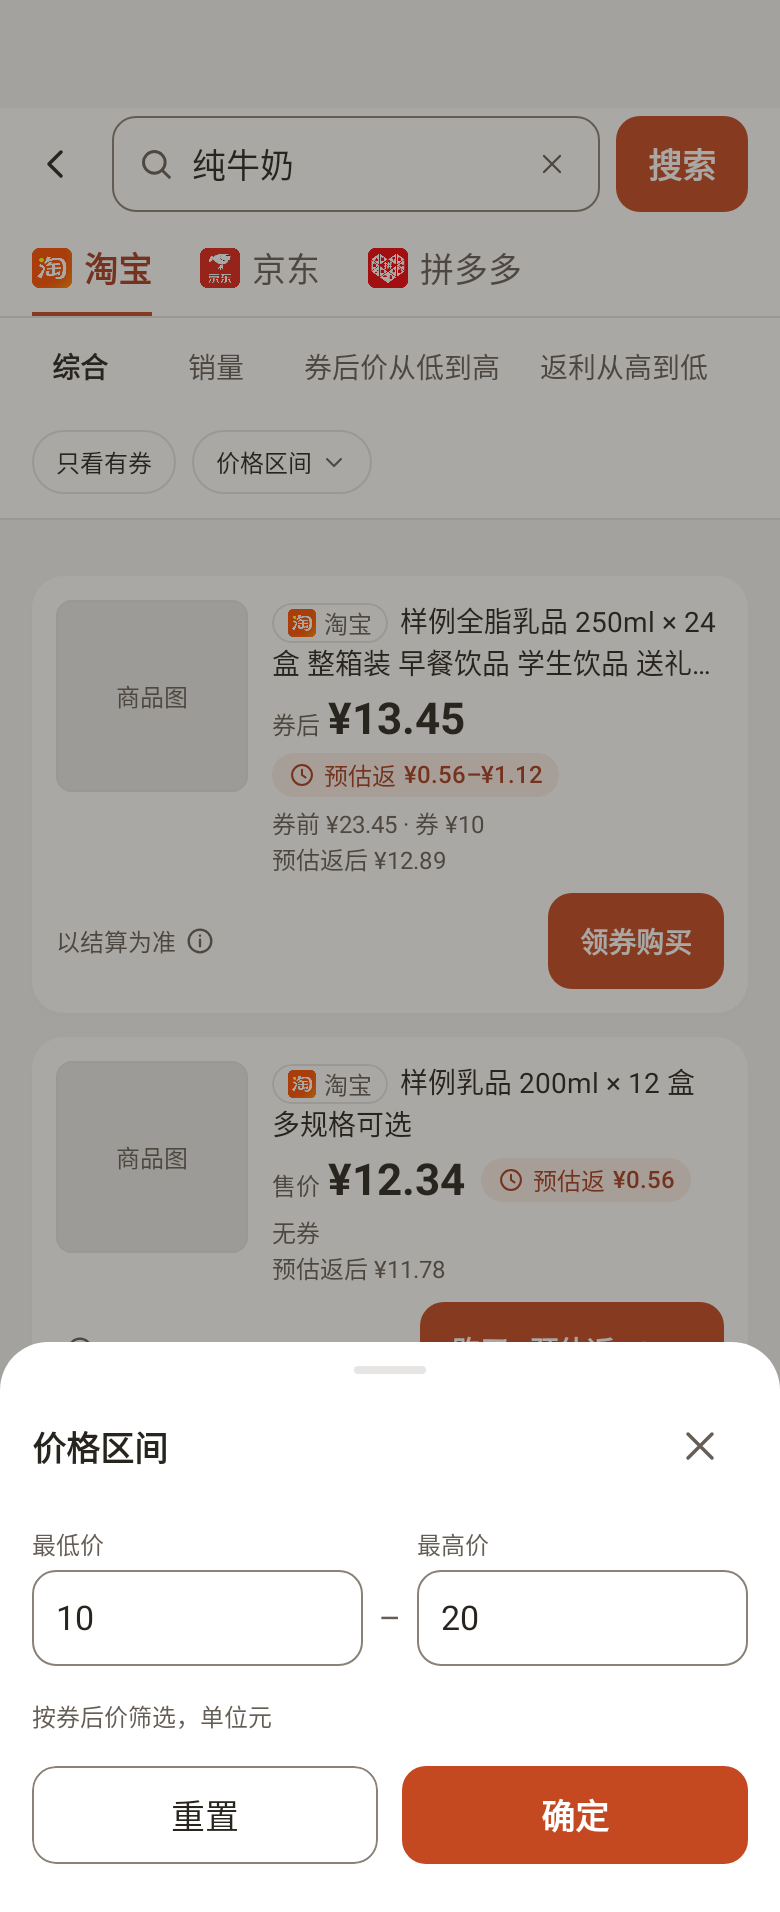 纯牛奶
搜索
淘 淘宝 京东 京东 拼多多
综合 销量 券后价从低到高 返利从高到低
只看有券 价格区间
商品图
淘 淘宝 样例全脂乳品 250ml × 24
盒 整箱装 早餐饮品 学生饮品 送礼...
券后 ¥13.45
预估返 ¥0.56–¥1.12
券前 ¥23.45 · 券 ¥10
预估返后 ¥12.89
以结算为准
领券购买
商品图
淘 淘宝 样例乳品 200ml × 12 盒
多规格可选
售价 ¥12.34 预估返 ¥0.56
无券
预估返后 ¥11.78
价格区间
最低价 最高价
10 – 20
按券后价筛选，单位元
重置 确定